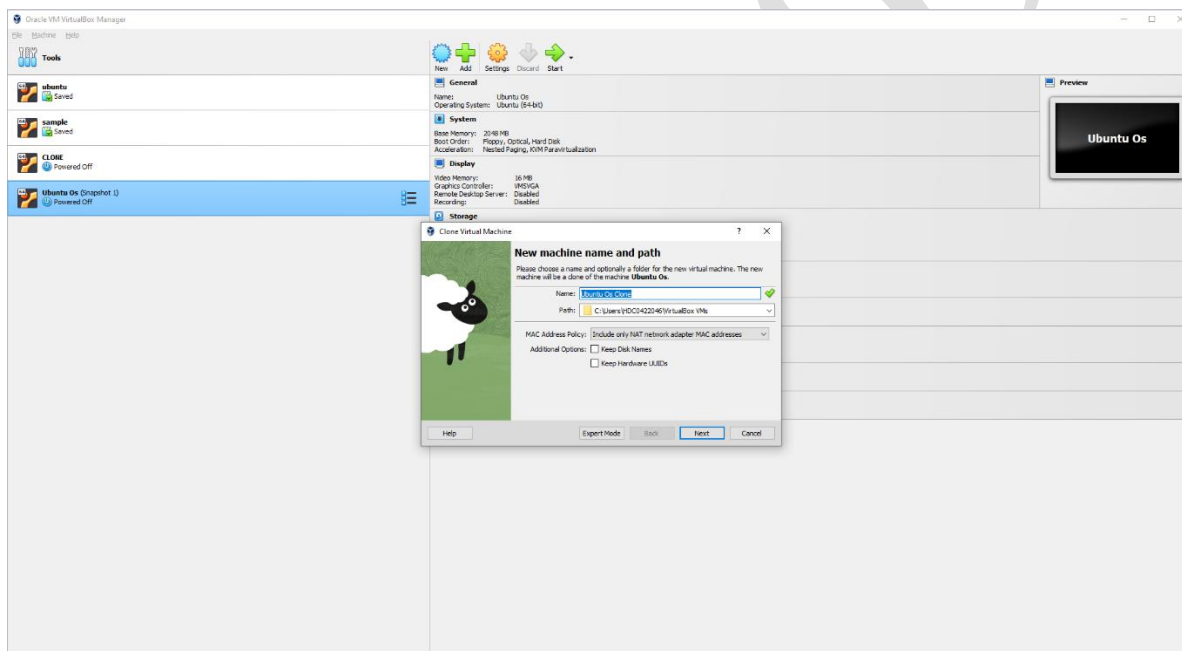 Oracle VM VirtualBox Manager
File Machine Help
Tools
New Add Settings Discard Start
ubuntu
Saved
sample
Saved
CLONE
Powered Off
Ubuntu Os (Snapshot 1)
Powered Off
General
Name: Ubuntu Os
Operating System: Ubuntu (64-bit)
System
Base Memory: 2048 MB
Boot Order: Floppy, Optical, Hard Disk
Acceleration: Nested Paging, KVM Paravirtualization
Display
Video Memory: 16 MB
Graphics Controller: VMSVGA
Remote Desktop Server: Disabled
Recording: Disabled
Storage
Preview
Ubuntu Os
Clone Virtual Machine ? X
New machine name and path
Please choose a name and optionally a folder for the new virtual machine. The new
machine will be a clone of the machine Ubuntu Os.
Name: Ubuntu Os Clone
Path: C:\Users\HDC0422046\VirtualBox VMs
MAC Address Policy: Include only NAT network adapter MAC addresses
Additional Options: Keep Disk Names
Keep Hardware UUIDs
Help Expert Mode Back Next Cancel